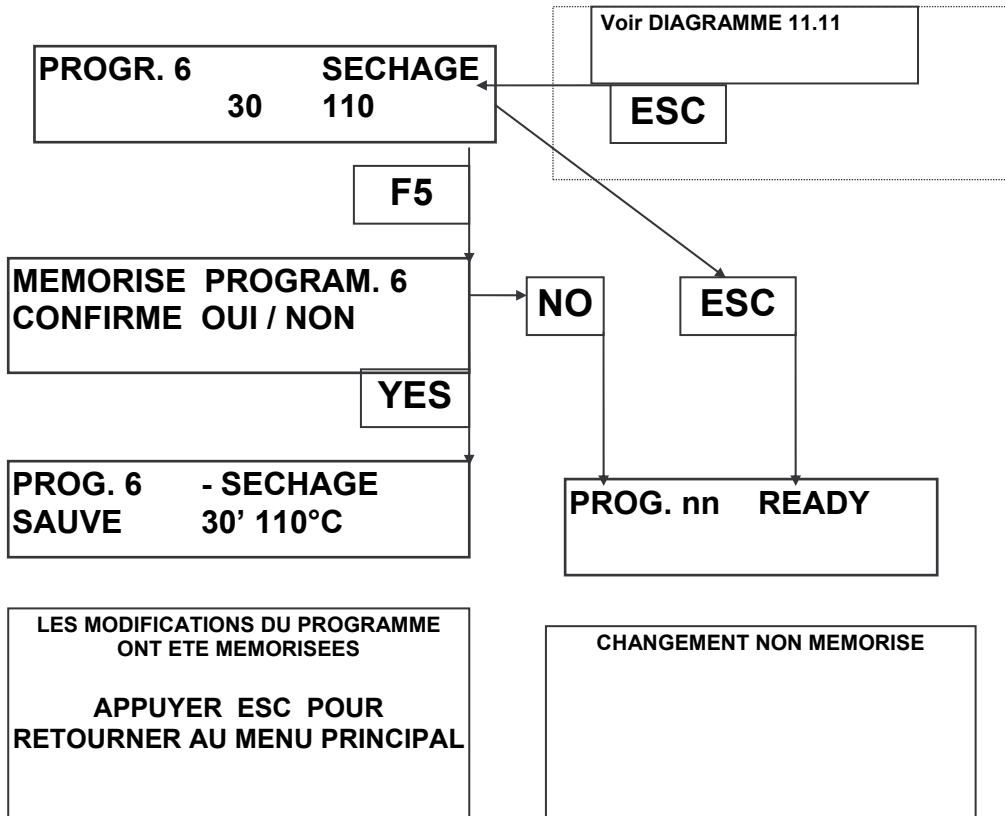 Voir DIAGRAMME 11.11
PROGR. 6 SECHAGE
30 110
ESC
F5
MEMORISE PROGRAM. 6
CONFIRME OUI / NON
NO
ESC
YES
PROG. 6 - SECHAGE
SAUVE 30’ 110°C
PROG. nn READY
LES MODIFICATIONS DU PROGRAMME
ONT ETE MEMORISEES
APPUYER ESC POUR
RETOURNER AU MENU PRINCIPAL
CHANGEMENT NON MEMORISE